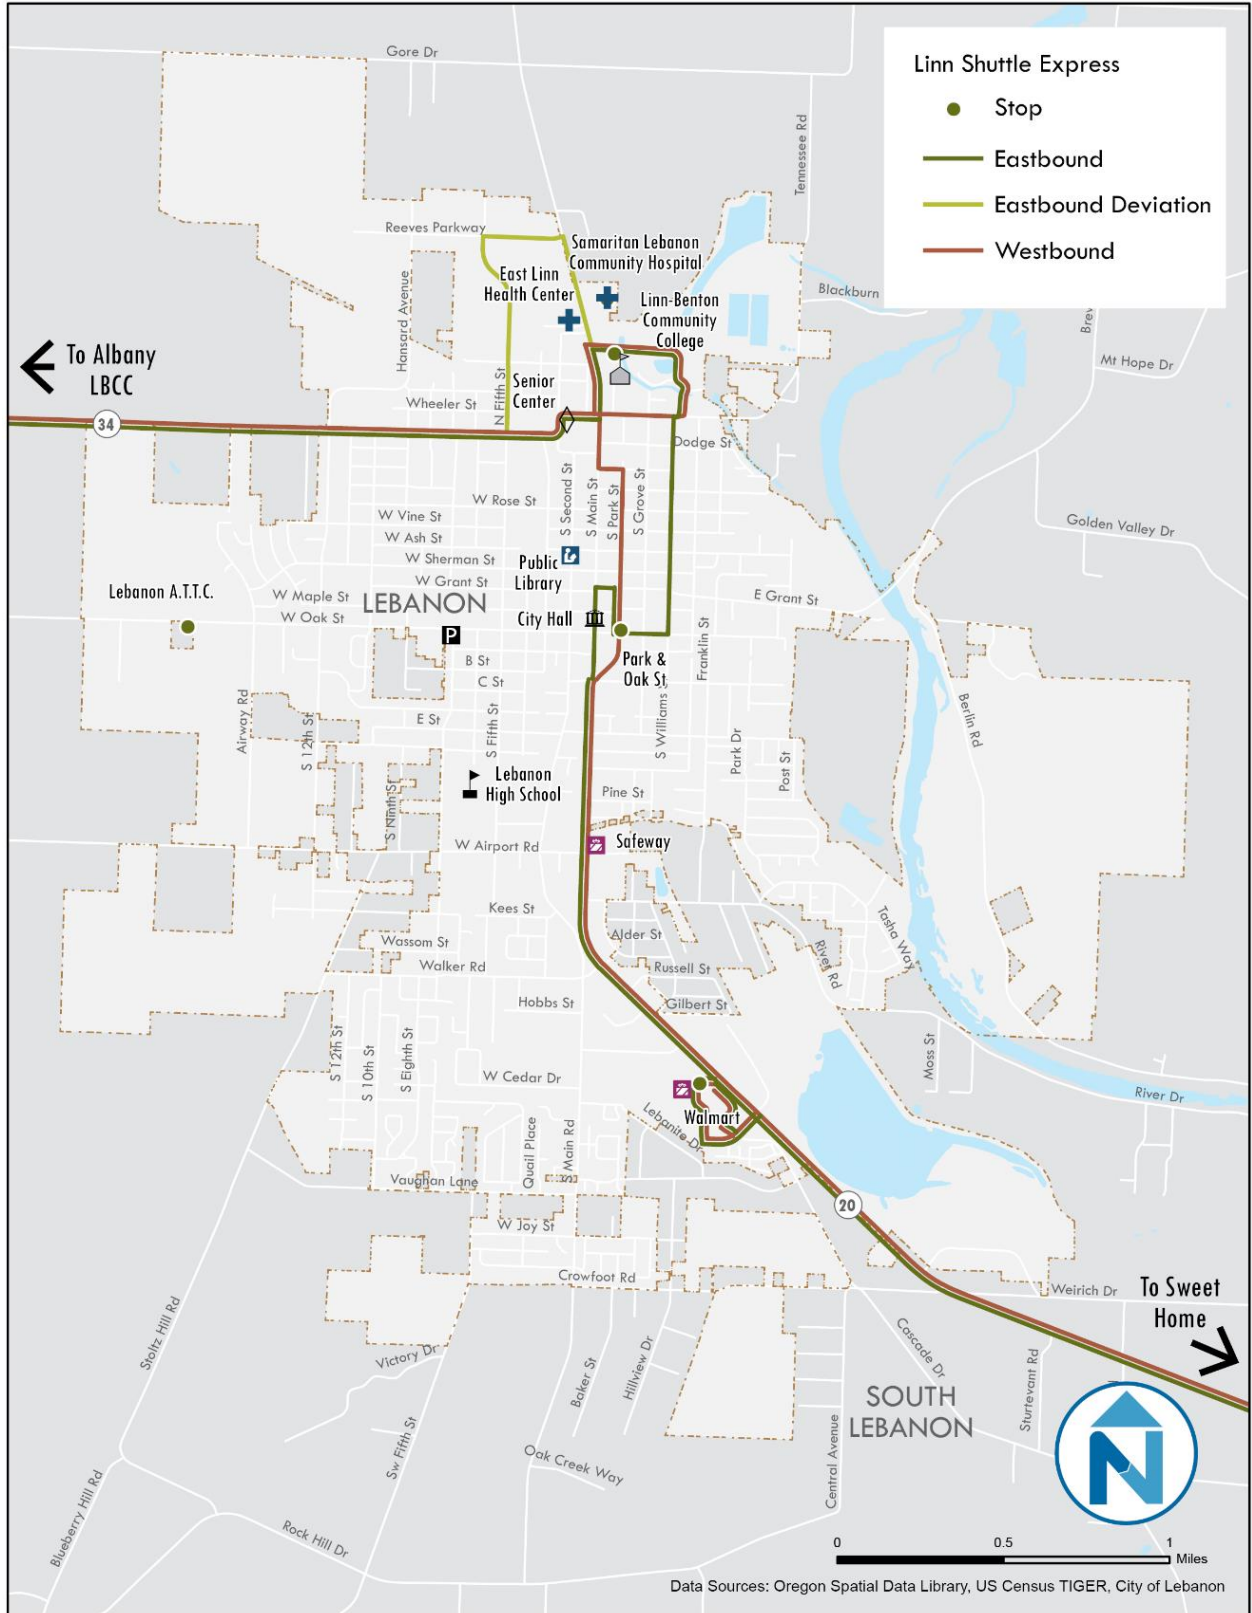 Gore Dr
Linn Shuttle Express
Stop
Eastbound
Eastbound Deviation
Westbound
Tennessee Rd
Reeves Parkway
Samaritan Lebanon
Community Hospital
East Linn
Health Center
Linn-Benton
Community
College
Hansard Avenue
Blackburn
Brew
Mt Hope Dr
To Albany
LBCC
Senior
Center
N Fifth St
Wheeler St
34
Dodge St
W Rose St
S Second St
S Main St
S Park St
S Grove St
W Vine St
W Ash St
W Sherman St
W Grant St
Golden Valley Dr
Public
Library
Lebanon A.T.T.C.
W Maple St
W Oak St
LEBANON
City Hall
E Grant St
P
Park &
Oak St
B St
C St
E St
Franklin St
S Williams
Airway Rd
S 12th St
S Fifth St
Park Dr
Post St
Berlin Rd
Lebanon
High School
S Ninth St
Pine St
W Airport Rd
Safeway
Kees St
Wassom St
Walker Rd
Alder St
Russell St
River Rd
Tasha Way
Hobbs St
Gilbert St
S 12th St
S 10th St
S Eighth St
Moss St
W Cedar Dr
River Dr
Walmart
Lebanite Dr
Quail Place
S Main Rd
Vaughan Lane
20
W Joy St
Crowfoot Rd
Weirich Dr
To Sweet
Home
Stoltz Hill Rd
Victory Dr
Baker St
Hillview Dr
Cascade Dr
Sturtevant Rd
SOUTH
LEBANON
Sw Fifth St
Oak Creek Way
Central Avenue
N
Blueberry Hill Rd
Rock Hill Dr
0 0.5 1
Miles
Data Sources: Oregon Spatial Data Library, US Census TIGER, City of Lebanon